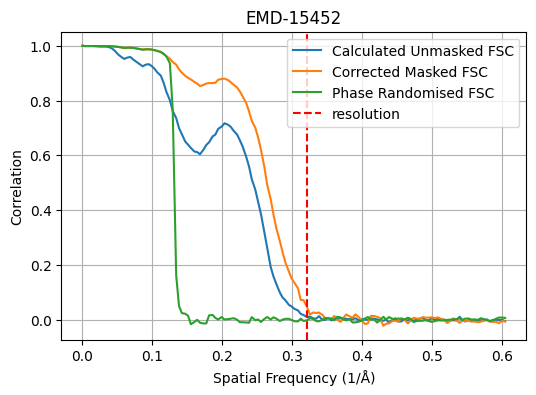 EMD-15452
Calculated Unmasked FSC
Corrected Masked FSC
Phase Randomised FSC
resolution
Correlation
1.0
0.8
0.6
0.4
0.2
0.0
0.0 0.1 0.2 0.3 0.4 0.5 0.6
Spatial Frequency (1/Å)